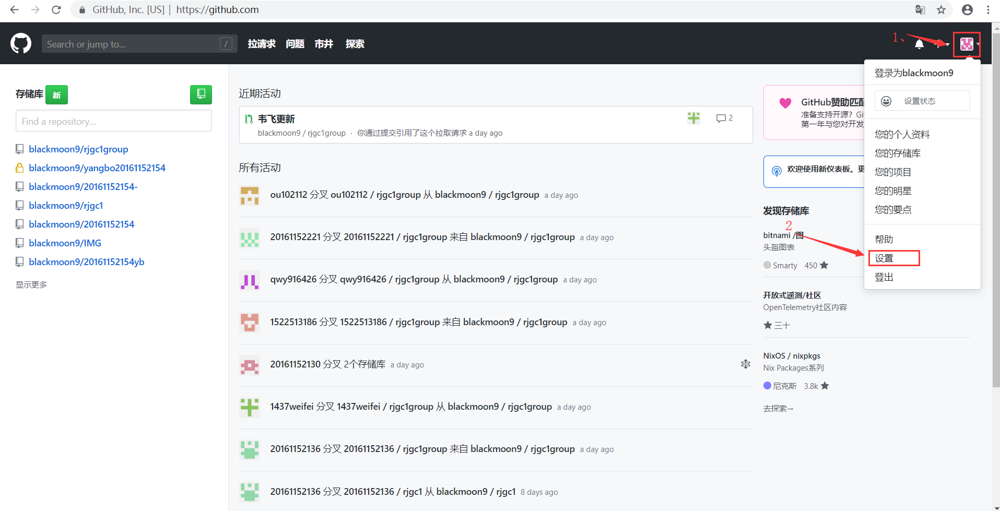 GitHub, Inc. [US] | https://github.com
Search or jump to... /
拉请求 问题 市井 探索
1、
存储库 新
Find a repository...
blackmoon9/rjgc1group
blackmoon9/yangbo20161152154
blackmoon9/20161152154-
blackmoon9/rjgc1
blackmoon9/20161152154
blackmoon9/IMG
blackmoon9/20161152154yb
显示更多
近期活动
韦飞更新
2
blackmoon9 / rjgc1group · 你通过提交引用了这个拉取请求 a day ago
所有活动
ou102112 分叉 ou102112 / rjgc1group 从 blackmoon9 / rjgc1group a day ago
20161152221 分叉 20161152221 / rjgc1group 来自 blackmoon9 / rjgc1group a day ago
qwy916426 分叉 qwy916426 / rjgc1group 从 blackmoon9 / rjgc1group a day ago
1522513186 分叉 1522513186 / rjgc1group 来自 blackmoon9 / rjgc1group a day ago
20161152130 分叉 2个存储库 a day ago
1437weifei 分叉 1437weifei / rjgc1group 从 blackmoon9 / rjgc1group a day ago
20161152136 分叉 20161152136 / rjgc1group 来自 blackmoon9 / rjgc1group a day ago
20161152136 分叉 20161152136 / rjgc1 从 blackmoon9 / rjgc1 8 days ago
GitHub赞助匹配
准备支持开源？Gi
第一年与您对开发
欢迎使用新仪表板。更
发现存储库
2
bitnami /图
头盔图表
Smarty 450
开放式遥测/社区
OpenTelemetry社区内容
三十
NixOS / nixpkgs
Nix Packages系列
尼克斯 3.8k
去探索→
登录为blackmoon9
设置状态
您的个人资料
您的存储库
您的项目
您的明星
您的要点
帮助
设置
登出